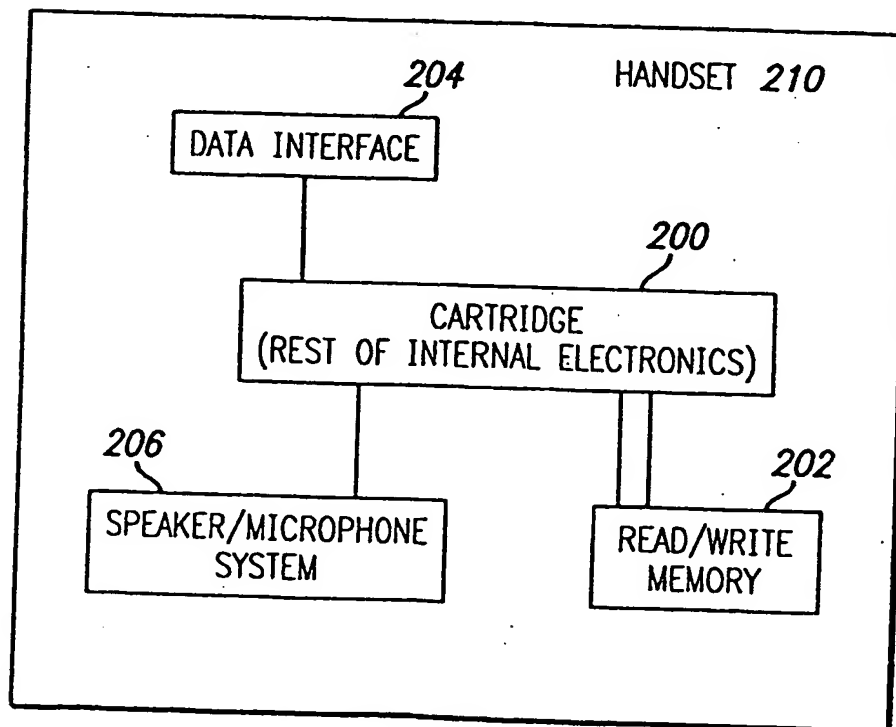 HANDSET 210
204
DATA INTERFACE
200
CARTRIDGE
(REST OF INTERNAL ELECTRONICS)
206
SPEAKER/MICROPHONE
SYSTEM
202
READ/WRITE
MEMORY